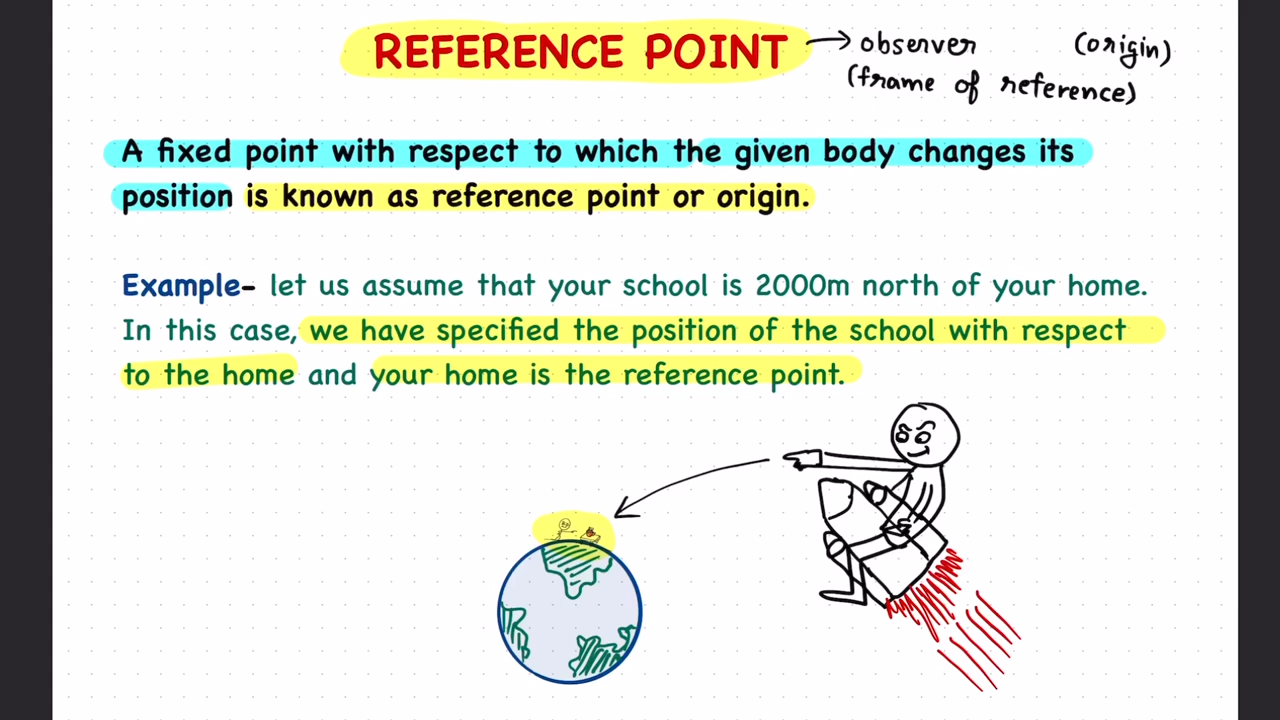 REFERENCE POINT → observer (origin)
(frame of reference)
A fixed point with respect to which the given body changes its
position is known as reference point or origin.
Example- let us assume that your school is 2000m north of your home.
In this case, we have specified the position of the school with respect
to the home and your home is the reference point.